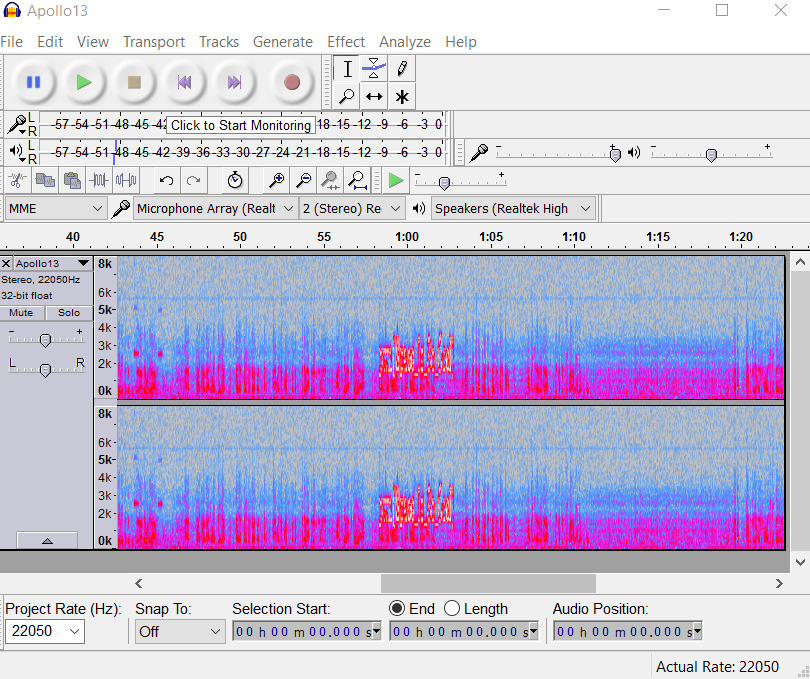 Apollo13
File Edit View Transport Tracks Generate Effect Analyze Help
L
R
-57 -54 -51 -48 -45 -42 Click to Start Monitoring -18 -15 -12 -9 -6 -3 0
L
R
-57 -54 -51 -48 -45 -42 -39 -36 -33 -30 -27 -24 -21 -18 -15 -12 -9 -6 -3 0
MME Microphone Array (Realt 2 (Stereo) Re Speakers (Realtek High
40 45 50 55 1:00 1:05 1:10 1:15 1:20
Apollo13
Stereo, 22050Hz
32-bit float
Mute Solo
L R
8k
6k
5k
4k
3k
2k
0k
8k
6k
5k
4k
3k
2k
0k
Project Rate (Hz): Snap To: Selection Start: End Length Audio Position:
22050 Off 00 h 00 m 00.000 s 00 h 00 m 00.000 s 00 h 00 m 00.000 s
Actual Rate: 22050